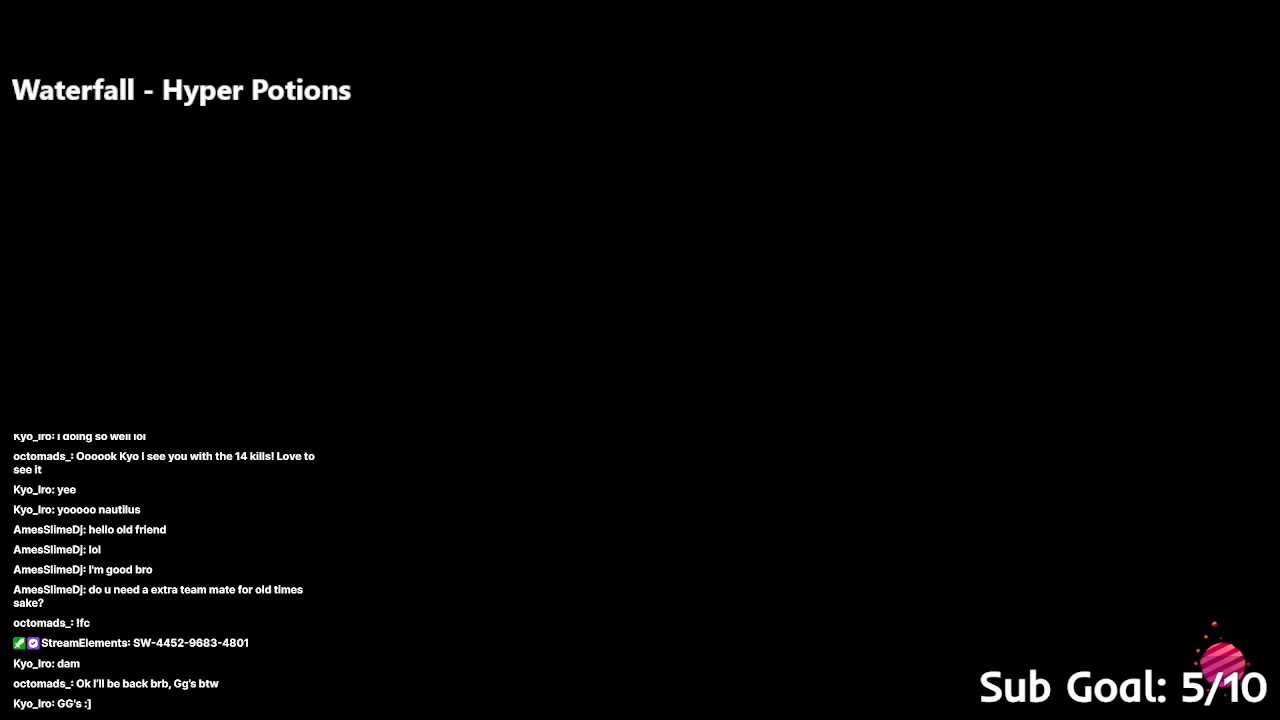 Waterfall - Hyper Potions
Kyo_Iro: I doing so well lol
octomads_: Oooook Kyo I see you with the 14 kills! Love to
see it
Kyo_Iro: yee
Kyo_Iro: yooooo nautilus
AmesSlimeDj: hello old friend
AmesSlimeDj: lol
AmesSlimeDj: I'm good bro
AmesSlimeDj: do u need a extra team mate for old times
sake?
octomads_: !fc
StreamElements: SW-4452-9683-4801
Kyo_Iro: dam
octomads_: Ok I'll be back brb, Gg's btw
Kyo_Iro: GG's :]
Sub Goal: 5/10